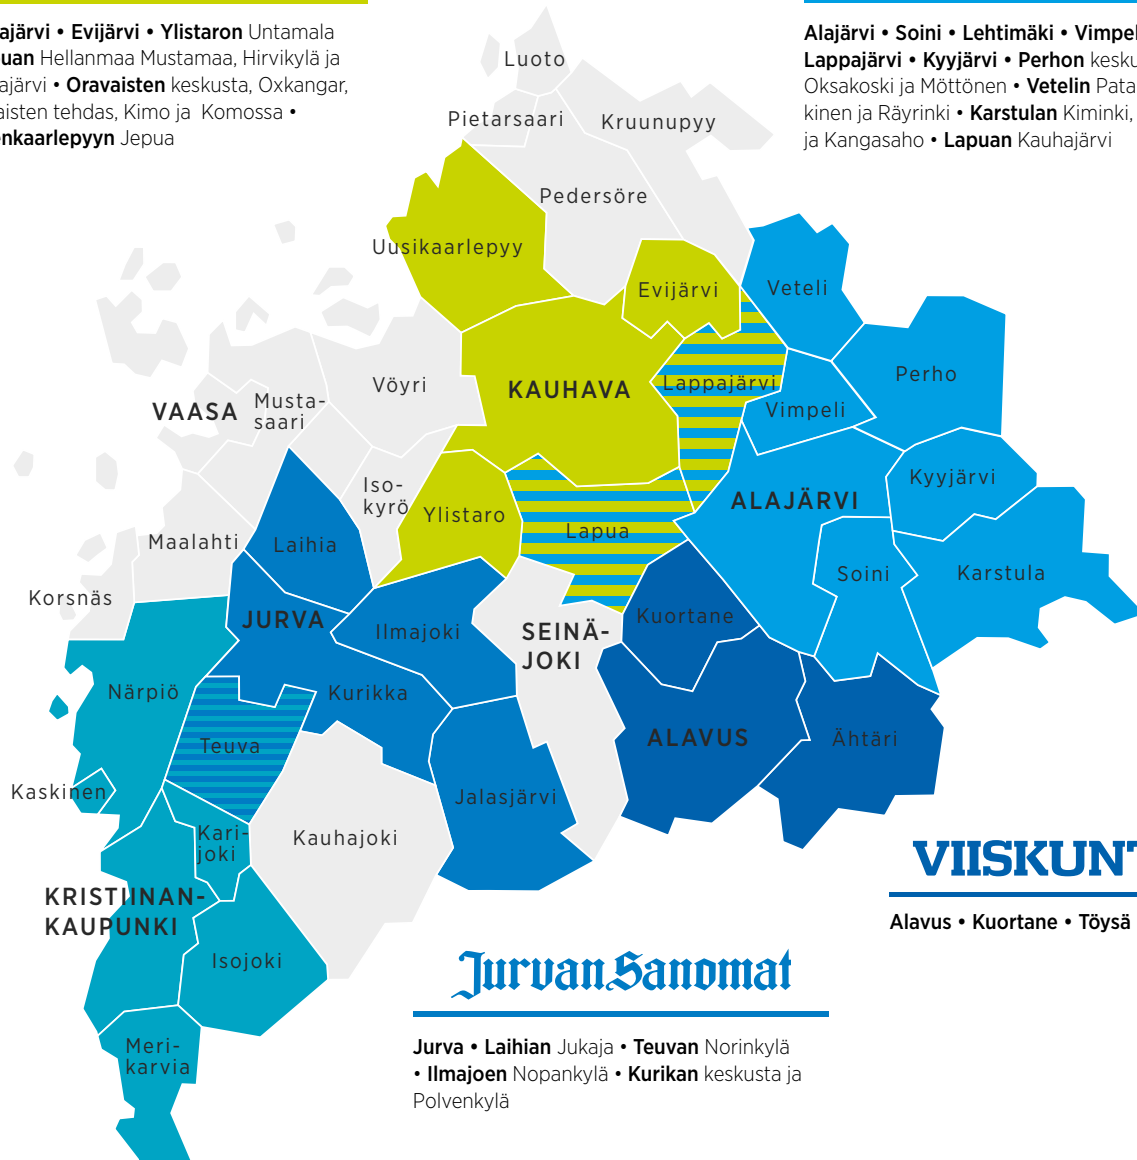 ajärvi • Evijärvi • Ylistaron Untamala
uan Hellanmaa Mustamaa, Hirvikylä ja
ajärvi • Oravaisten keskusta, Oxkangar,
aisten tehdas, Kimo ja Komossa •
nkaarlepyyn Jepua
Alajärvi • Soini • Lehtimäki • Vimpel
Lappajärvi • Kyyjärvi • Perhon kesku
Oksakoski ja Möttönen • Vetelin Pata
kinen ja Räyrinki • Karstulan Kiminki,
ja Kangasaho • Lapuan Kauhajärvi
Luoto
Pietarsaari
Kruunupyy
Pedersöre
Uusikaarlepyy
Evijärvi
Veteli
Vöyri
KAUHAVA
Lappajärvi
Perho
VAASA
Musta-
saari
Vimpeli
Iso-
kyrö
Ylistaro
Lapua
ALAJÄRVI
Kyyjärvi
Maalahti
Laihia
Soini
Karstula
Korsnäs
JURVA
Ilmajoki
SEINÄ-
JOKI
Kuortane
Närpiö
Kurikka
Teuva
ALAVUS
Ähtäri
Kaskinen
Jalasjärvi
Kari-
joki
Kauhajoki
KRISTIINAN-
KAUPUNKI
Isojoki
Meri-
karvia
VIISKUNT
Alavus • Kuortane • Töysä
Jurvan Sanomat
Jurva • Laihian Jukaja • Teuvan Norinkylä
• Ilmajoen Nopankylä • Kurikan keskusta ja
Polvenkylä